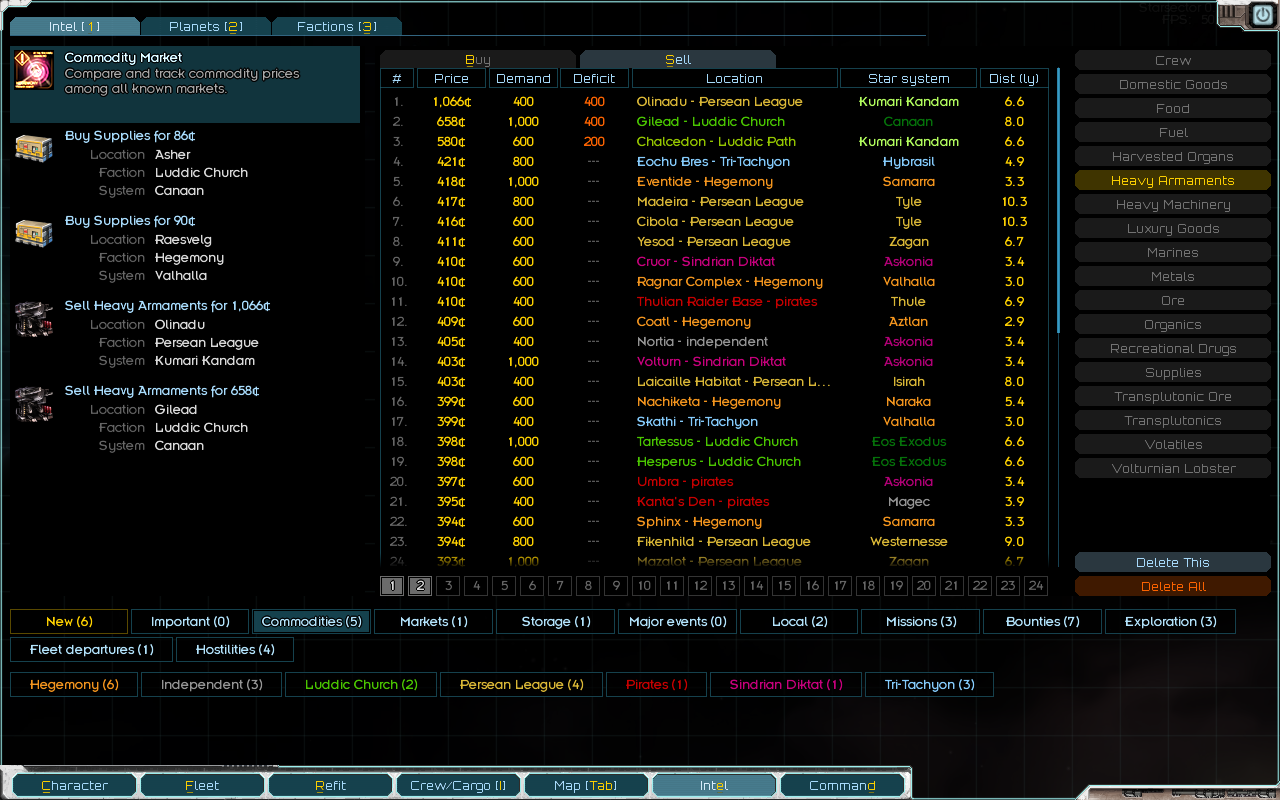 Intel [1] Planets [2] Factions [3]
Commodity Market
Compare and track commodity prices
among all known markets.
Buy Supplies for 86¢
Location Asher
Faction Luddic Church
System Canaan
Buy Supplies for 90¢
Location Raesvelg
Faction Hegemony
System Valhalla
Sell Heavy Armaments for 1,066¢
Location Olinadu
Faction Persean League
System Kumari Kandam
Sell Heavy Armaments for 658¢
Location Gilead
Faction Luddic Church
System Canaan
Buy Sell
# Price Demand Deficit Location Star system Dist (ly)
1. 1,066¢ 400 400 Olinadu - Persean League Kumari Kandam 6.6
2. 658¢ 1,000 400 Gilead - Luddic Church Canaan 8.0
3. 580¢ 600 200 Chalcedon - Luddic Path Kumari Kandam 6.6
4. 421¢ 800 --- Eochu Bres - Tri-Tachyon Hybrasil 4.9
5. 418¢ 1,000 --- Eventide - Hegemony Samarra 3.3
6. 417¢ 800 --- Madeira - Persean League Tyle 10.3
7. 416¢ 600 --- Cibola - Persean League Tyle 10.3
8. 411¢ 600 --- Yesod - Persean League Zagan 6.7
9. 410¢ 600 --- Cruor - Sindrian Diktat Askonia 3.4
10. 410¢ 600 --- Ragnar Complex - Hegemony Valhalla 3.0
11. 410¢ 400 --- Thulian Raider Base - pirates Thule 6.9
12. 409¢ 600 --- Coatl - Hegemony Aztlan 2.9
13. 405¢ 400 --- Nortia - independent Askonia 3.4
14. 403¢ 1,000 --- Volturn - Sindrian Diktat Askonia 3.4
15. 403¢ 400 --- Laicaille Habitat - Persean L... Isirah 8.0
16. 399¢ 600 --- Nachiketa - Hegemony Naraka 5.4
17. 399¢ 400 --- Skathi - Tri-Tachyon Valhalla 3.0
18. 398¢ 1,000 --- Tartessus - Luddic Church Eos Exodus 6.6
19. 398¢ 600 --- Hesperus - Luddic Church Eos Exodus 6.6
20. 397¢ 600 --- Umbra - pirates Askonia 3.4
21. 395¢ 400 --- Kanta's Den - pirates Magec 3.9
22. 394¢ 600 --- Sphinx - Hegemony Samarra 3.3
23. 394¢ 800 --- Fikenhild - Persean League Westernesse 9.0
24 393¢ 1,000 --- Mazalot - Persean League Zagan 6.7
1 2 3 4 5 6 7 8 9 10 11 12 13 14 15 16 17 18 19 20 21 22 23 24
Crew
Domestic Goods
Food
Fuel
Harvested Organs
Heavy Armaments
Heavy Machinery
Luxury Goods
Marines
Metals
Ore
Organics
Recreational Drugs
Supplies
Transplutonic Ore
Transplutonics
Volatiles
Volturnian Lobster
Delete This
Delete All
New (6) Important (0) Commodities (5) Markets (1) Storage (1) Major events (0) Local (2) Missions (3) Bounties (7) Exploration (3)
Fleet departures (1) Hostilities (4)
Hegemony (6) Independent (3) Luddic Church (2) Persean League (4) Pirates (1) Sindrian Diktat (1) Tri-Tachyon (3)
Character Fleet Refit Crew/Cargo [I] Map [Tab] Intel Command